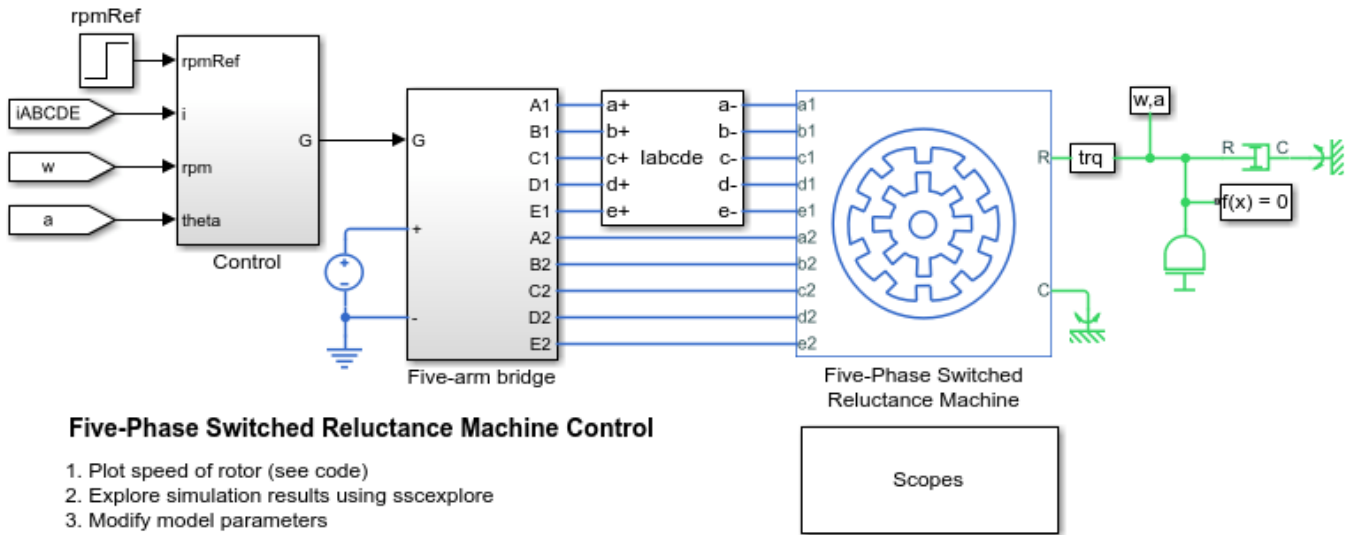 rpmRef
rpmRef
iABCDE
i
w
rpm
a
theta
G
Control
G
+
-
A1
B1
C1
D1
E1
A2
B2
C2
D2
E2
Five-arm bridge
+
−
a+
b+
c+
d+
e+
Iabcde
a-
b-
c-
d-
e-
a1
b1
c1
d1
e1
a2
b2
c2
d2
e2
R
C
Five-Phase Switched
Reluctance Machine
trq
w,a
R
C
f(x) = 0
Five-Phase Switched Reluctance Machine Control
1. Plot speed of rotor (see code)
2. Explore simulation results using sscexplore
3. Modify model parameters
Scopes